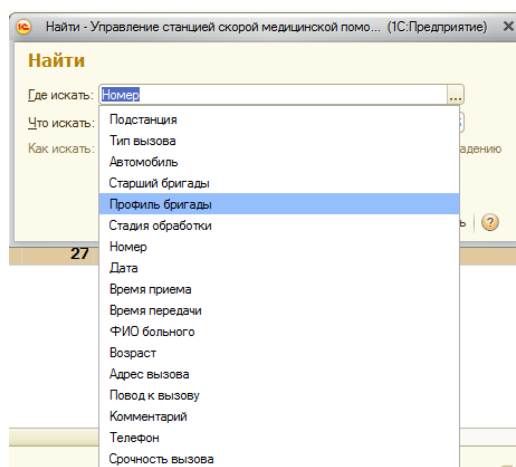 Найти - Управление станцией скорой медицинской помо... (1С:Предприятие)
Найти
Где искать: Номер ...
Что искать:
Как искать:
Подстанция
Тип вызова
Автомобиль
Старший бригады
Профиль бригады
Стадия обработки
Номер
Дата
Время приема
Время передачи
ФИО больного
Возраст
Адрес вызова
Повод к вызову
Комментарий
Телефон
Срочность вызова
адению
ь ?
27